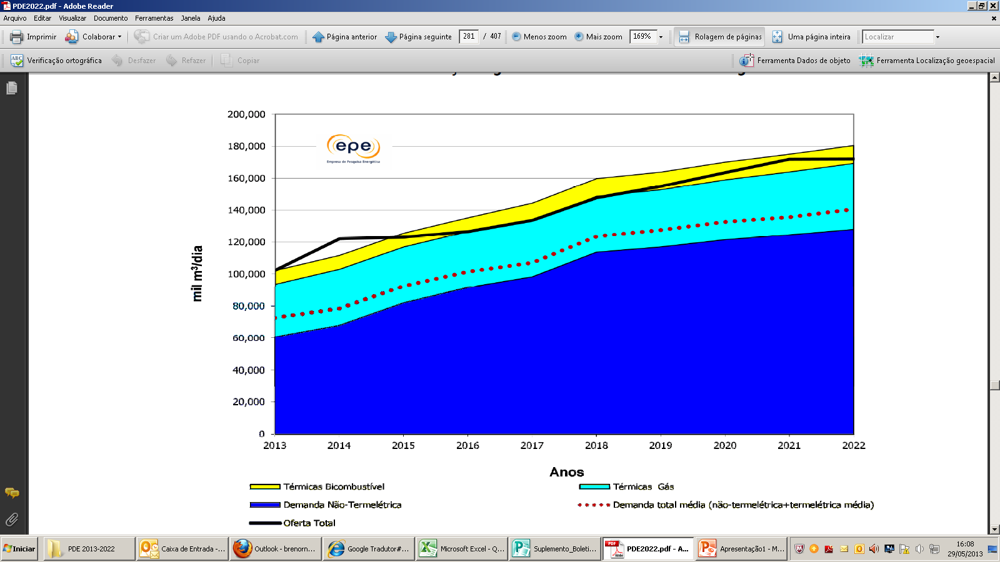 PDE2022.pdf - Adobe Reader
Arquivo Editar Visualizar Documento Ferramentas Janela Ajuda
Imprimir Colaborar Criar um Adobe PDF usando o Acrobat.com Página anterior Página seguinte 281 / 407 Menos zoom Mais zoom 169% Rolagem de páginas Uma página inteira Localizar
ABC Verificação ortográfica Desfazer Refazer Copiar Ferramenta Dados de objeto Ferramenta Localização geoespacial
200,000
180,000
160,000
140,000
120,000
100,000
80,000
60,000
40,000
20,000
0
epe
Empresa de Pesquisa Energética
mil m³/dia
2013 2014 2015 2016 2017 2018 2019 2020 2021 2022
Anos
Térmicas Bicombustível Térmicas Gás
Demanda Não-Termelétrica Demanda total média (não-termelétrica+termelétrica média)
Oferta Total
Iniciar PDE 2013-2022 Caixa de Entrada -... Outlook - brenorn... Google Tradutor#... Microsoft Excel - Q... Suplemento_Boleti... PDE2022.pdf - A... Apresentação1 - M... 16:08
29/05/2013